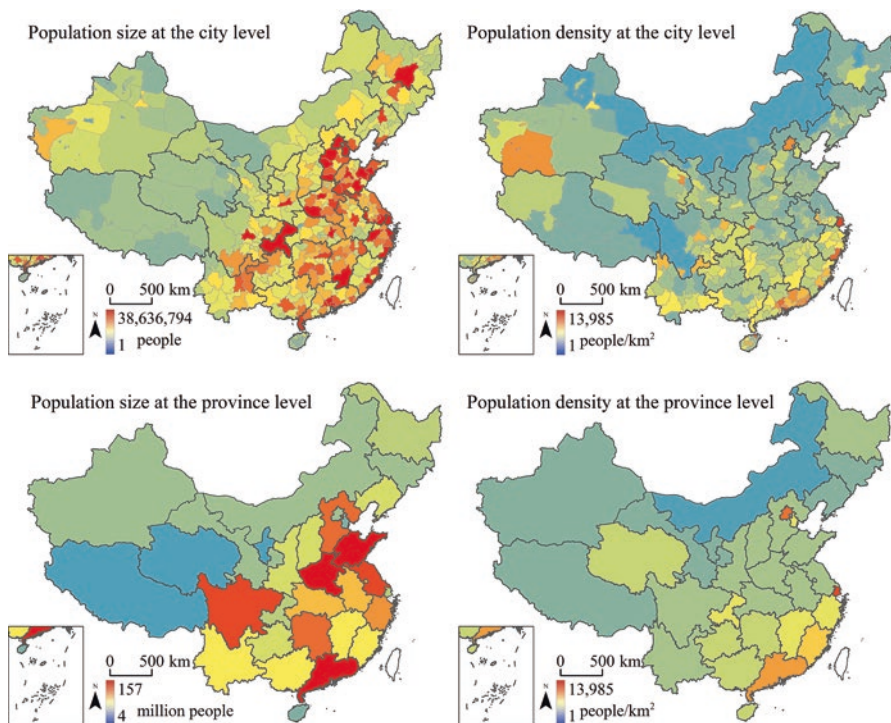 Population size at the city level
N
0 500 km
38,636,794
1 people
Population density at the city level
N
0 500 km
13,985
1 people/km²
Population size at the province level
N
0 500 km
157
4 million people
Population density at the province level
N
0 500 km
13,985
1 people/km²